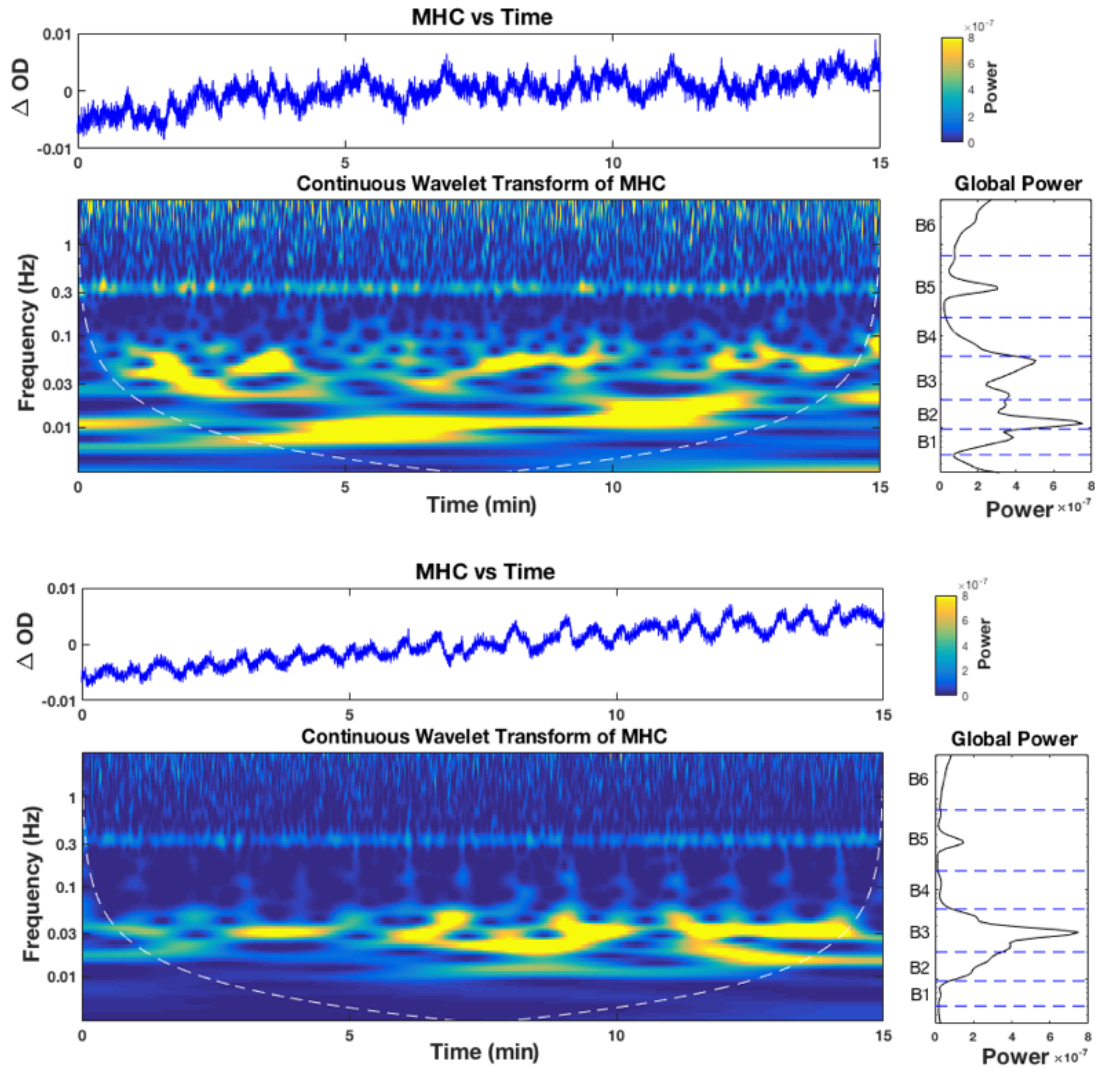 MHC vs Time
0.01
0
-0.01
△ OD
0 5 10 15
×10⁻⁷
8
6
4
2
0
Power
Continuous Wavelet Transform of MHC
Frequency (Hz)
1
0.3
0.1
0.03
0.01
0 5 10 15
Time (min)
Global Power
B6
B5
B4
B3
B2
B1
0 2 4 6 8
Power ×10⁻⁷
MHC vs Time
0.01
0
-0.01
△ OD
0 5 10 15
×10⁻⁷
8
6
4
2
0
Power
Continuous Wavelet Transform of MHC
Frequency (Hz)
1
0.3
0.1
0.03
0.01
0 5 10 15
Time (min)
Global Power
B6
B5
B4
B3
B2
B1
0 2 4 6 8
Power ×10⁻⁷